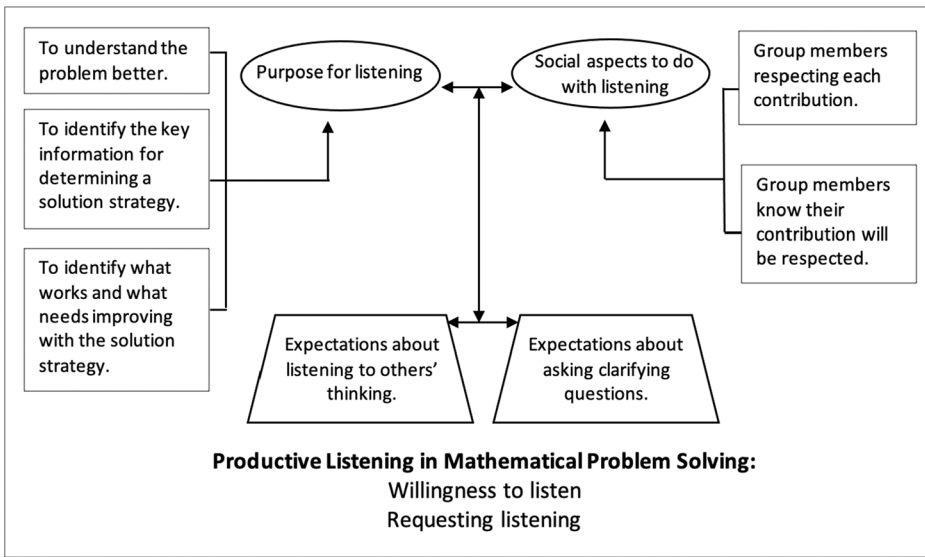 To understand the
problem better.
To identify the key
information for
determining a
solution strategy.
To identify what
works and what
needs improving
with the solution
strategy.
Purpose for listening
Social aspects to do
with listening
Group members
respecting each
contribution.
Group members
know their
contribution will
be respected.
Expectations about
listening to others’
thinking.
Expectations about
asking clarifying
questions.
Productive Listening in Mathematical Problem Solving:
Willingness to listen
Requesting listening